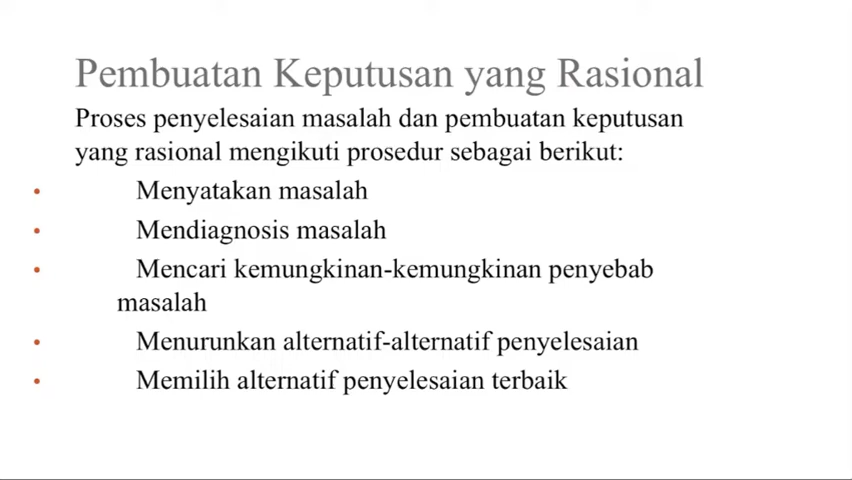 Pembuatan Keputusan yang Rasional
Proses penyelesaian masalah dan pembuatan keputusan
yang rasional mengikuti prosedur sebagai berikut:
• Menyatakan masalah
• Mendiagnosis masalah
• Mencari kemungkinan-kemungkinan penyebab
masalah
• Menurunkan alternatif-alternatif penyelesaian
• Memilih alternatif penyelesaian terbaik